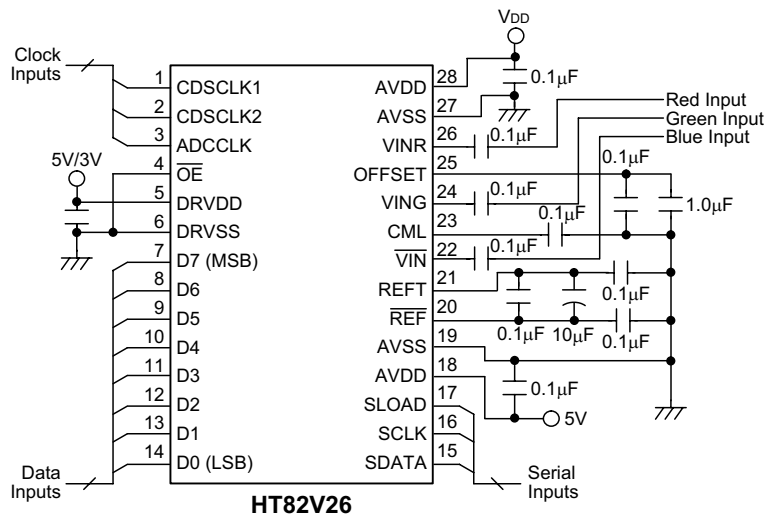 Clock
Inputs
1
CDSCLK1
2
CDSCLK2
3
ADCCLK
5V/3V
4
OE
5
DRVDD
6
DRVSS
7
D7 (MSB)
8
D6
9
D5
10
D4
11
D3
12
D2
13
D1
14
D0 (LSB)
Data
Inputs
VDD
28
AVDD
0.1µF
27
AVSS
26
VINR
0.1µF
Red Input
Green Input
Blue Input
25
OFFSET
0.1µF
24
VING
0.1µF
1.0µF
23
CML
0.1µF
22
VIN
0.1µF
21
REFT
0.1µF
20
REF
0.1µF
10µF
0.1µF
19
AVSS
18
AVDD
0.1µF
17
SLOAD
5V
16
SCLK
15
SDATA
Serial
Inputs
HT82V26